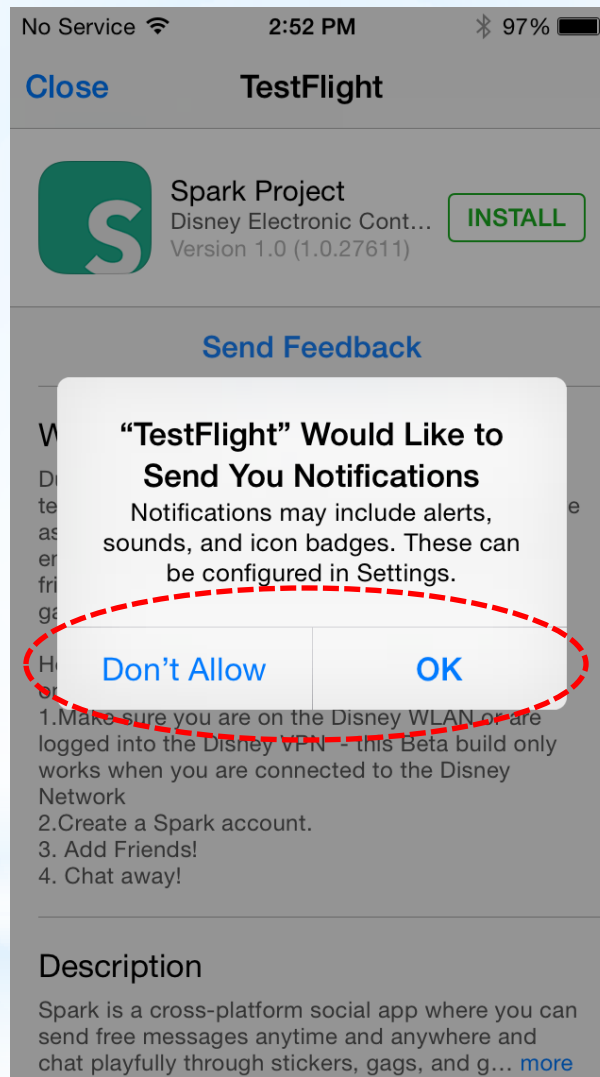 No Service 2:52 PM 97%
Close TestFlight
S
Spark Project
Disney Electronic Cont...
Version 1.0 (1.0.27611)
INSTALL
Send Feedback
“TestFlight” Would Like to
Send You Notifications
Notifications may include alerts,
sounds, and icon badges. These can
be configured in Settings.
Don’t Allow OK
1.Make sure you are on the Disney WLAN or are
logged into the Disney VPN - this Beta build only
works when you are connected to the Disney
Network
2.Create a Spark account.
3. Add Friends!
4. Chat away!
Description
Spark is a cross-platform social app where you can
send free messages anytime and anywhere and
chat playfully through stickers, gags, and g... more